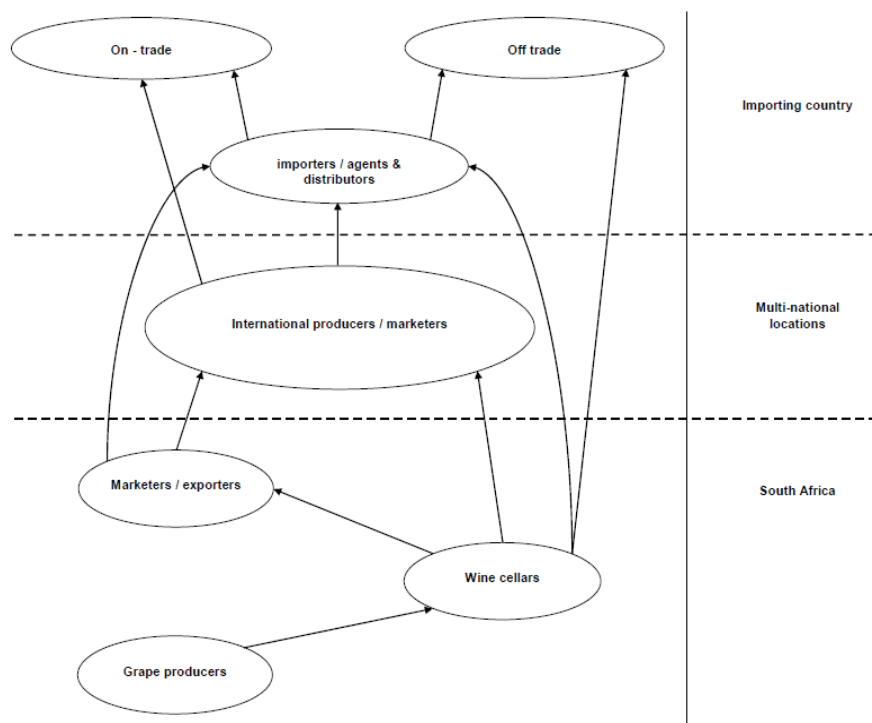 On - trade
Off trade
Importing country
importers / agents &
distributors
Multi-national
locations
International producers / marketers
Marketers / exporters
South Africa
Wine cellars
Grape producers